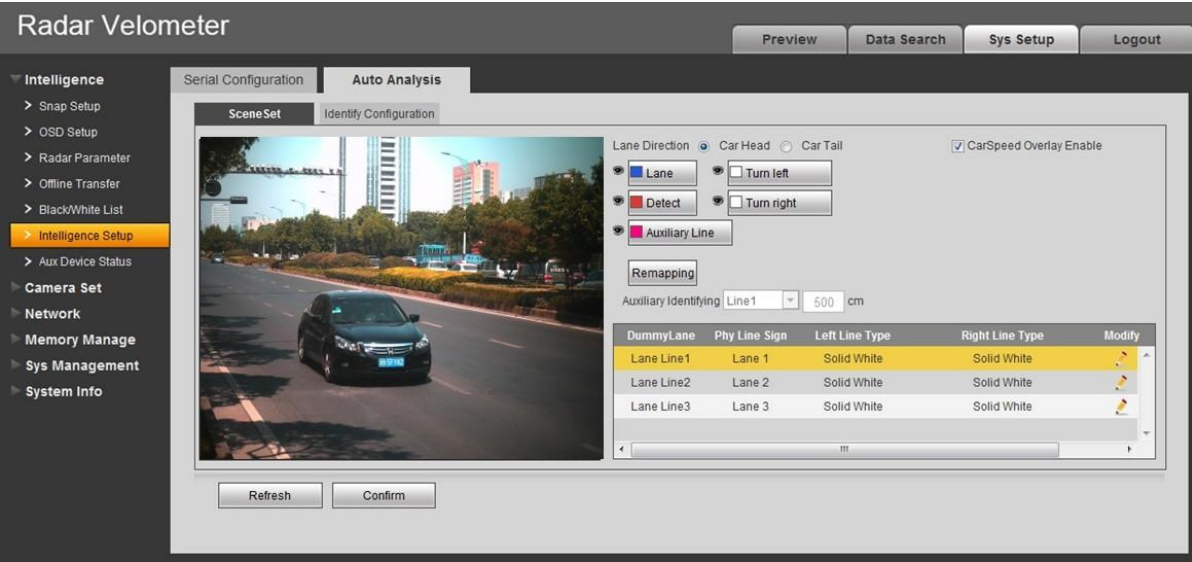 Radar Velometer
Preview Data Search Sys Setup Logout
Intelligence
Snap Setup
OSD Setup
Radar Parameter
Offline Transfer
Black/White List
Intelligence Setup
Aux Device Status
Camera Set
Network
Memory Manage
Sys Management
System Info
Serial Configuration Auto Analysis
SceneSet Identify Configuration
Lane Direction Car Head Car Tail CarSpeed Overlay Enable
Lane Turn left
Detect Turn right
Auxiliary Line
Remapping
Auxiliary Identifying Line1 500 cm
DummyLane Phy Line Sign Left Line Type Right Line Type Modify
Lane Line1 Lane 1 Solid White Solid White
Lane Line2 Lane 2 Solid White Solid White
Lane Line3 Lane 3 Solid White Solid White
Refresh Confirm